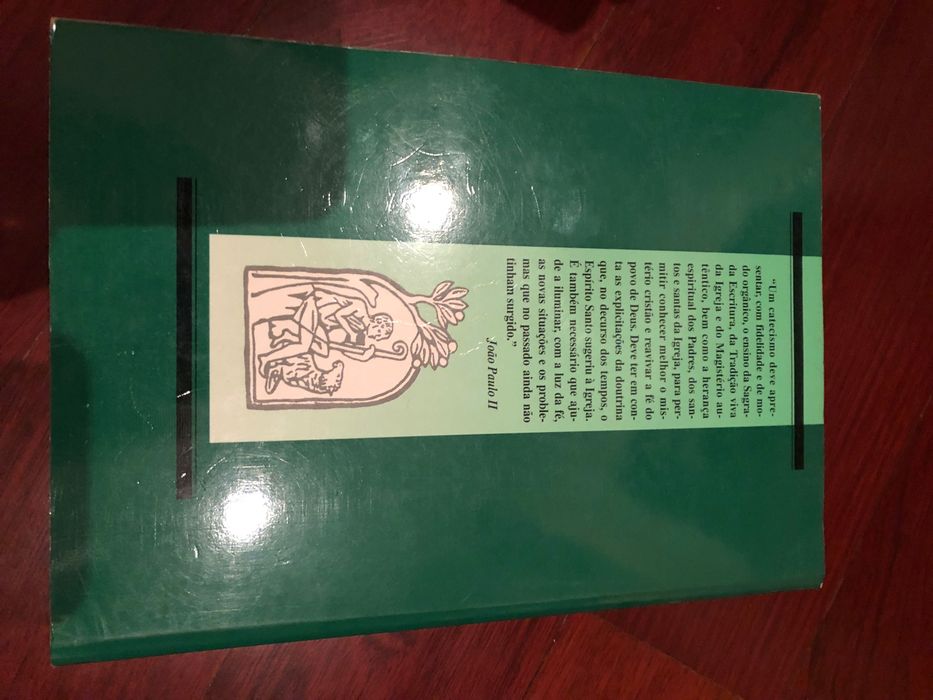 “Um catecismo deve apre-
sentar, com fidelidade e de mo-
do orgânico, o ensino da Sagra-
da Escritura, da Tradição viva
da Igreja e do Magistério au-
têntico, bem como a herança
espiritual dos Padres, dos san-
tos e santas da Igreja, para per-
mitir conhecer melhor o mis-
tério cristão e reavivar a fé do
povo de Deus. Deve ter em con-
ta as explicitações da doutrina
que, no decurso dos tempos, o
Espírito Santo sugeriu à Igreja.
É também necessário que aju-
de a iluminar, com a luz da fé,
as novas situações e os proble-
mas que no passado ainda não
tinham surgido.”
João Paulo II